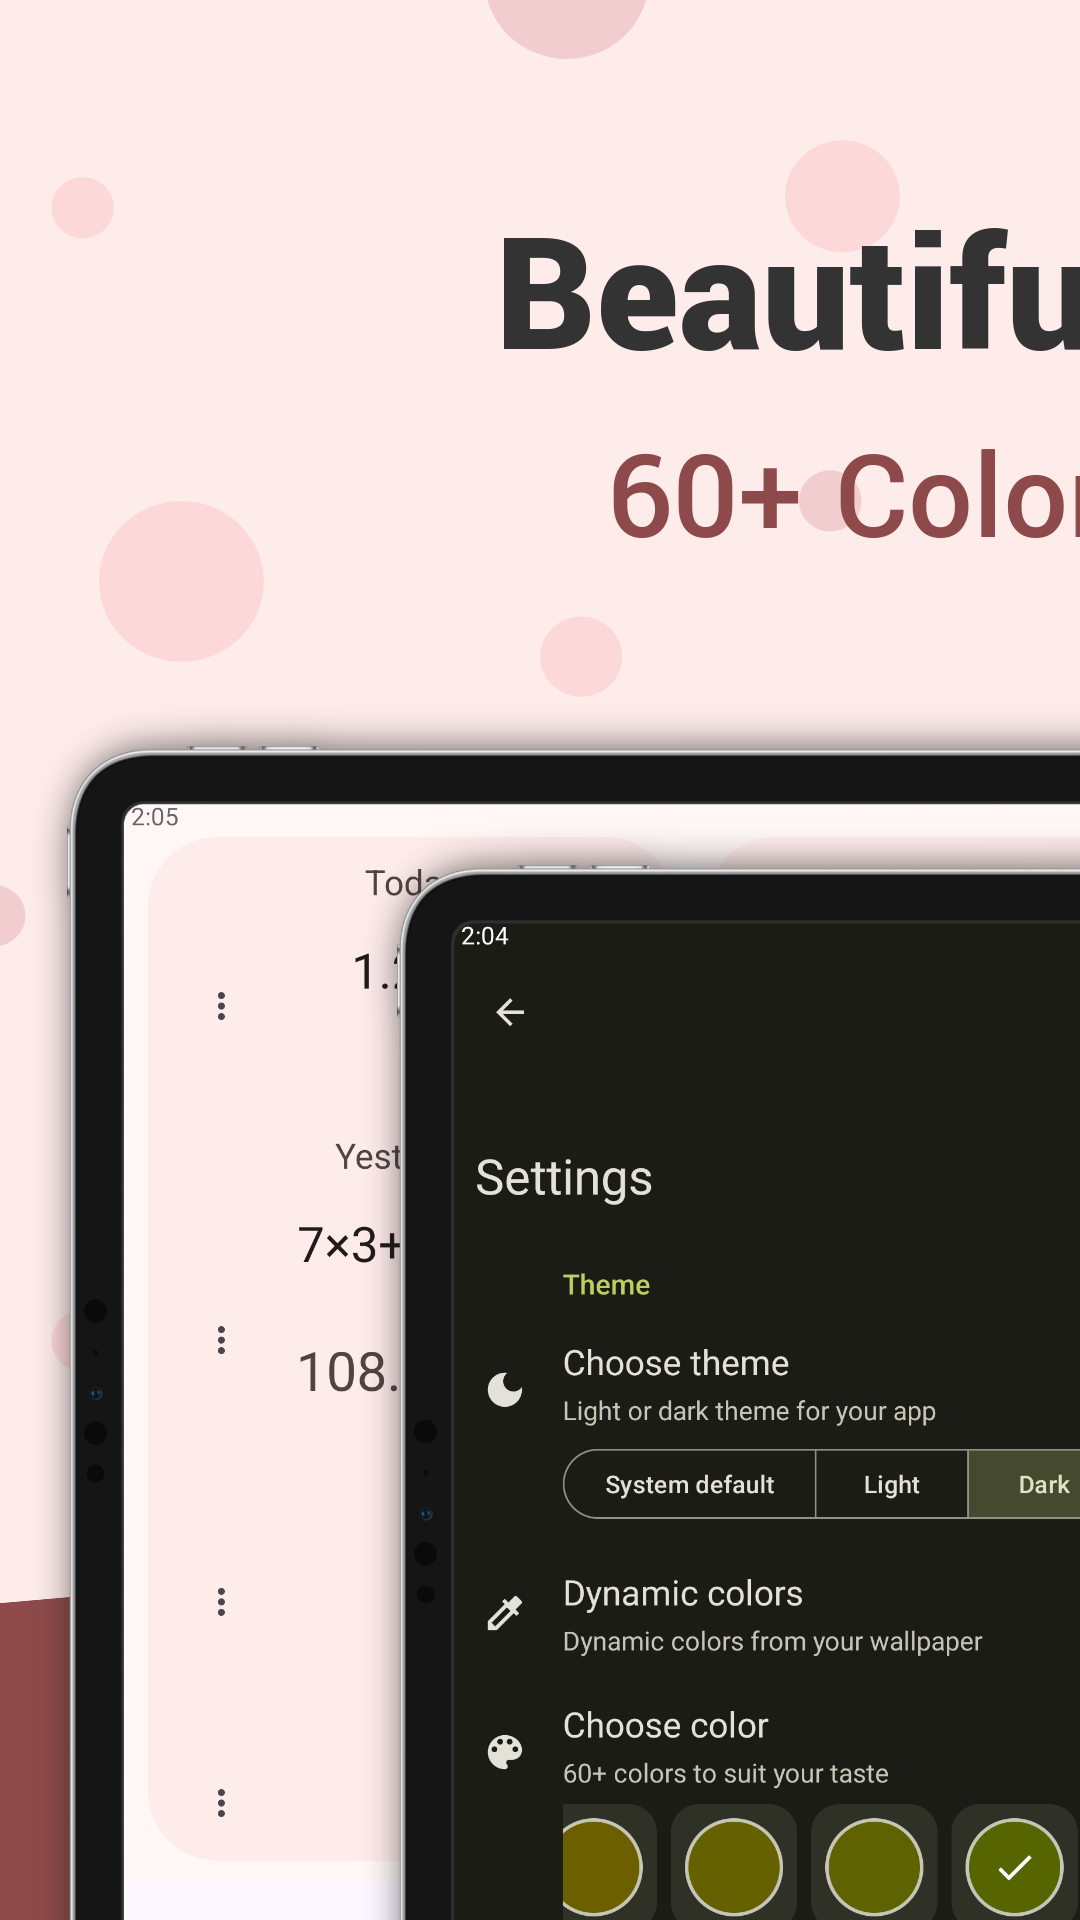 Beautifu
60+ Color
2:05
Toda
1.2
Yest
7×3+
108.
2:04
Settings
Theme
Choose theme
Light or dark theme for your app
System default
Light
Dark
Dynamic colors
Dynamic colors from your wallpaper
Choose color
60+ colors to suit your taste